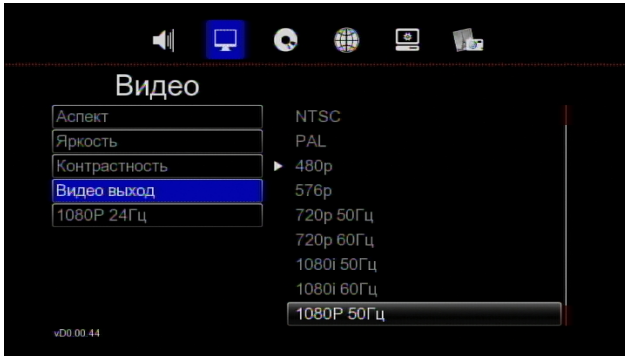 Видео
Аспект
Яркость
Контрастность
Видео выход
1080P 24Гц
NTSC
PAL
480p
576p
720p 50Гц
720p 60Гц
1080i 50Гц
1080i 60Гц
1080P 50Гц
vD0.00.44